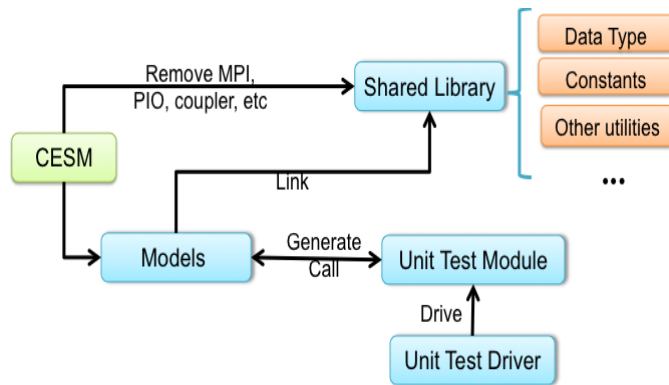 Data Type
Remove MPI,
PIO, coupler, etc
Shared Library
Constants
Other utilities
...
CESM
Link
Models
Generate
Call
Unit Test Module
Drive
Unit Test Driver